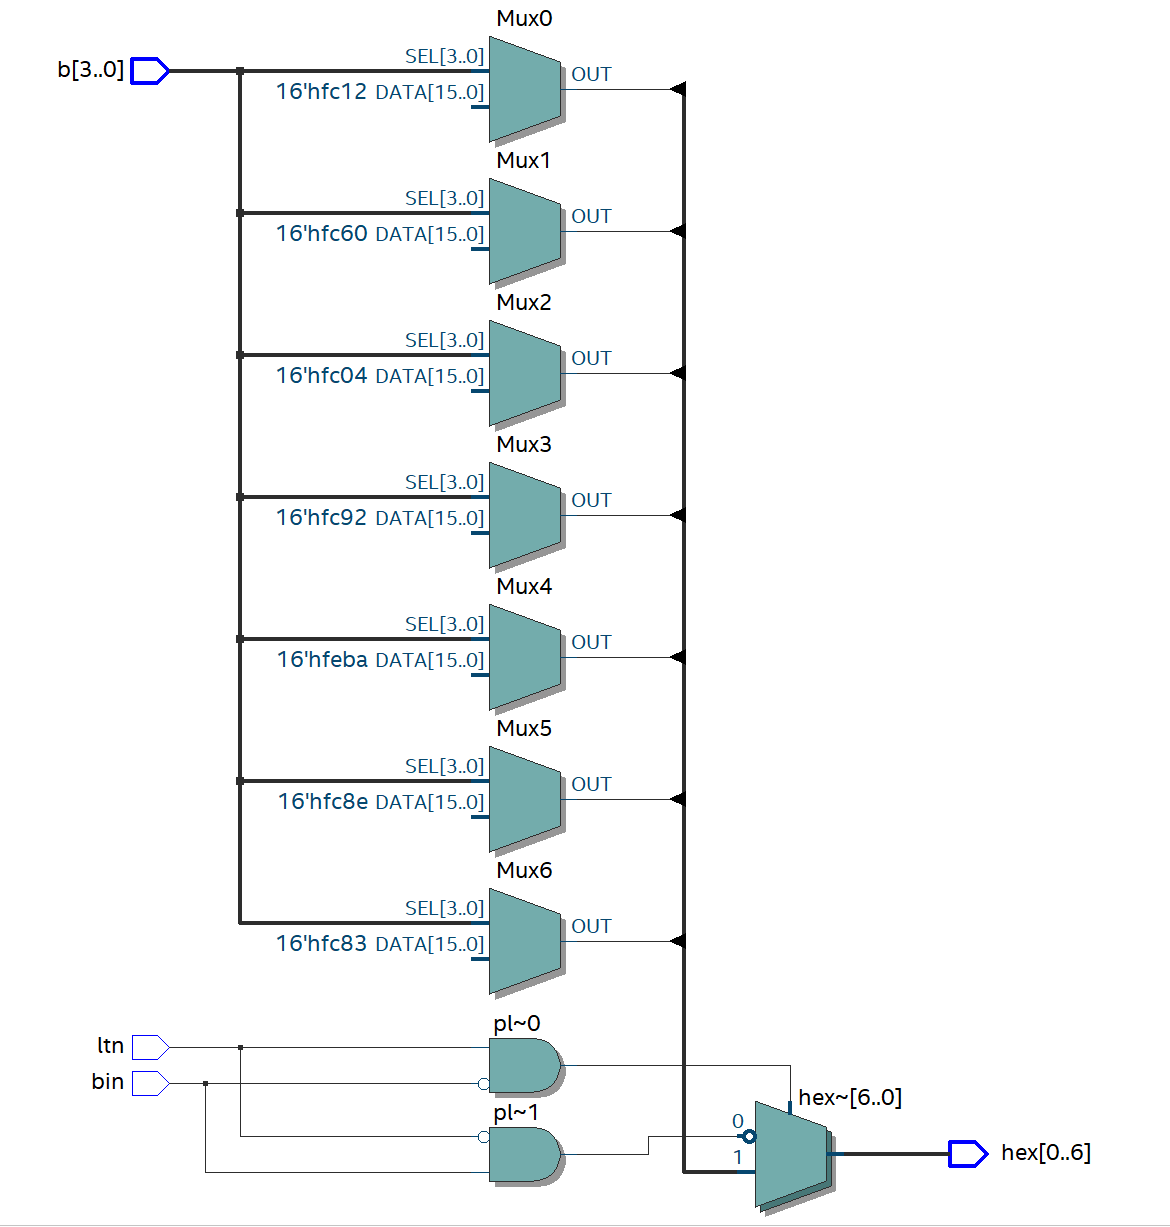 Mux0
b[3..0]
SEL[3..0]
OUT
16'hfc12 DATA[15..0]
Mux1
SEL[3..0]
OUT
16'hfc60 DATA[15..0]
Mux2
SEL[3..0]
OUT
16'hfc04 DATA[15..0]
Mux3
SEL[3..0]
OUT
16'hfc92 DATA[15..0]
Mux4
SEL[3..0]
OUT
16'hfeba DATA[15..0]
Mux5
SEL[3..0]
OUT
16'hfc8e DATA[15..0]
Mux6
SEL[3..0]
OUT
16'hfc83 DATA[15..0]
pl~0
ltn
bin
hex~[6..0]
pl~1
0
1
hex[0..6]